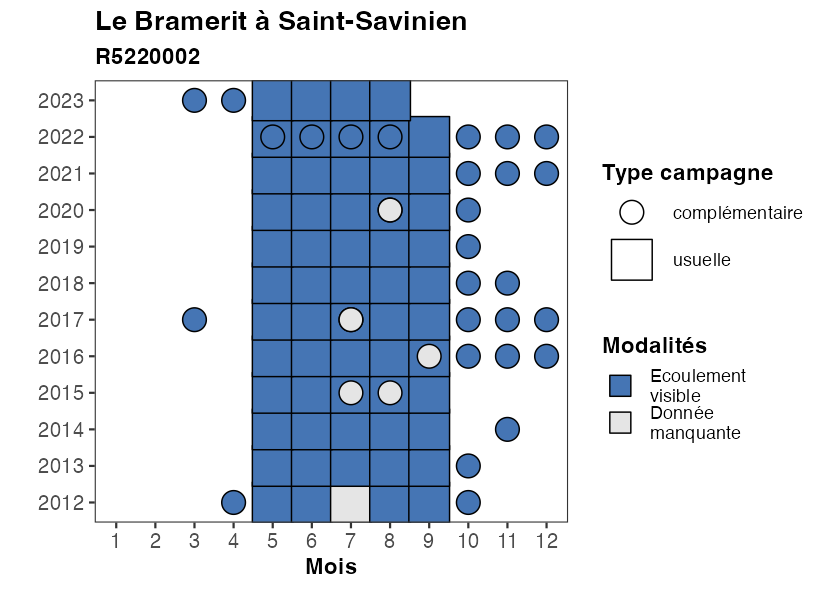 Le Bramerit à Saint-Savinien
R5220002
2023
2022
2021
2020
2019
2018
2017
2016
2015
2014
2013
2012
1 2 3 4 5 6 7 8 9 10 11 12
Mois
Type campagne
complémentaire
usuelle
Modalités
Ecoulement
visible
Donnée
manquante